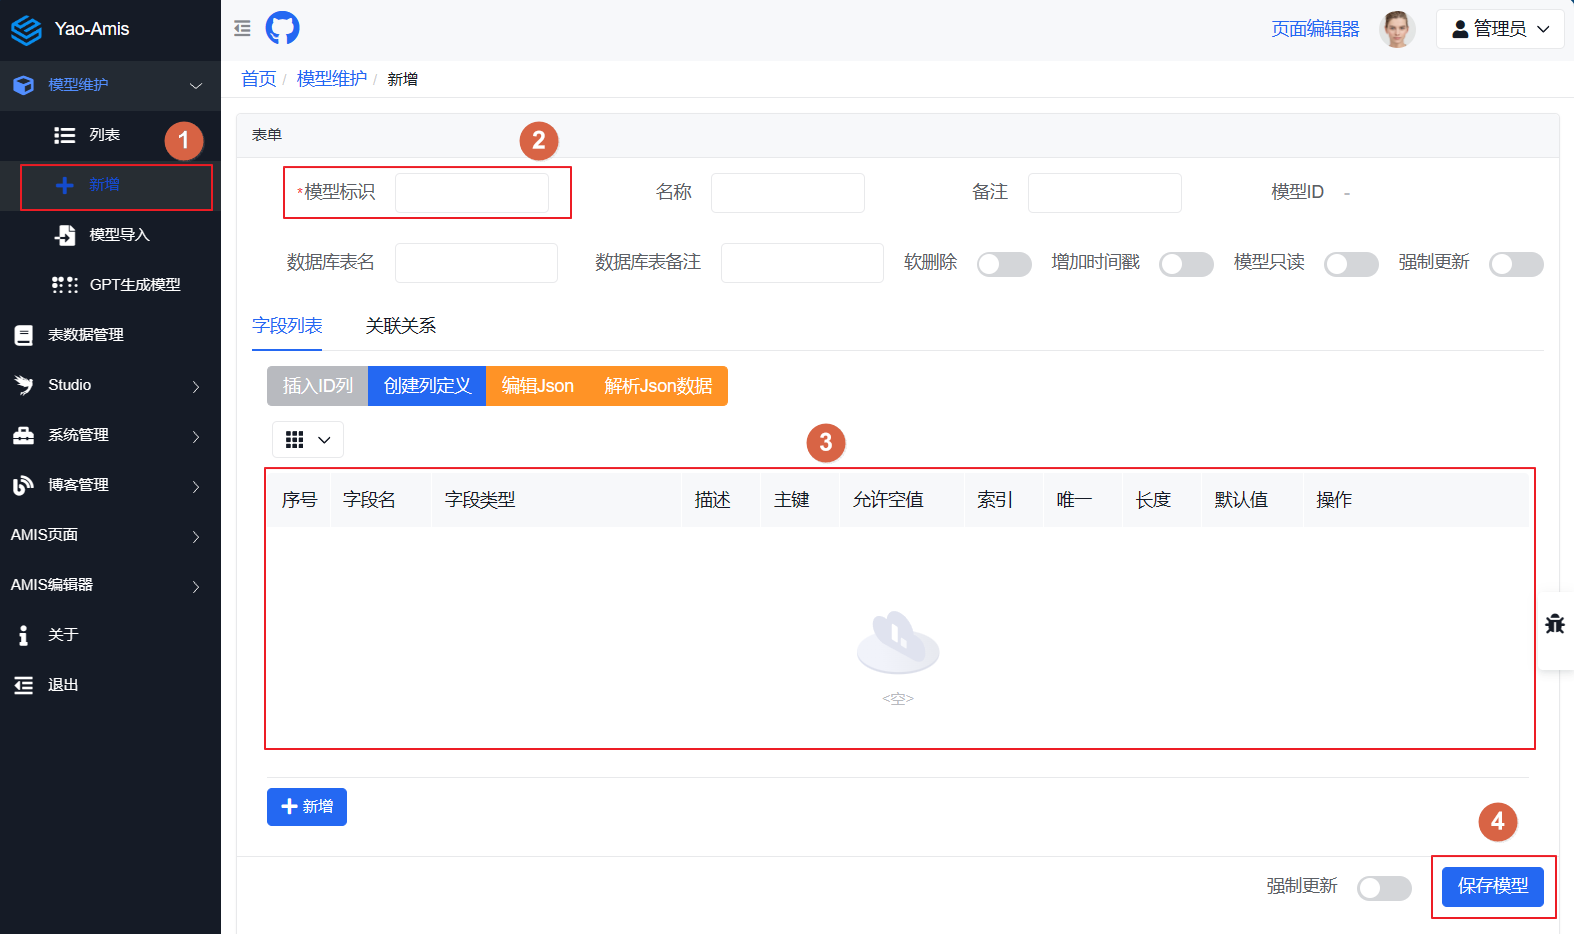 Yao-Amis
页面编辑器
管理员
模型维护
首页 / 模型维护 / 新增
列表
1
表单
2
新增
*模型标识
名称
备注
模型ID -
模型导入
数据库表名
数据库表备注
软删除
增加时间戳
模型只读
强制更新
GPT生成模型
表数据管理
字段列表
关联关系
Studio
插入ID列
创建列定义
编辑Json
解析Json数据
系统管理
3
博客管理
序号 字段名 字段类型 描述 主键 允许空值 索引 唯一 长度 默认值 操作
AMIS页面
AMIS编辑器
关于
退出
<空>
新增
4
强制更新
保存模型